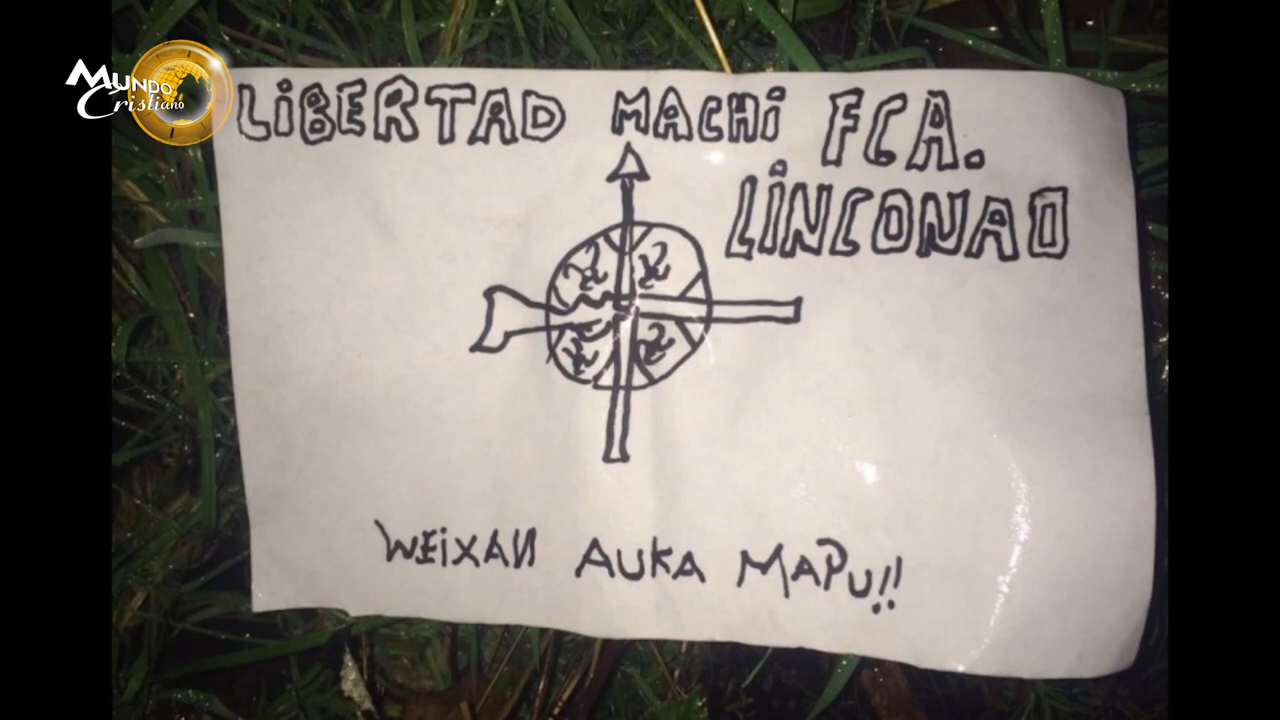 MUNDO
Cristiano
LiBERTAD MACHi FCA.
LiNCONAO
WEiXAN AUKA MAPU!!